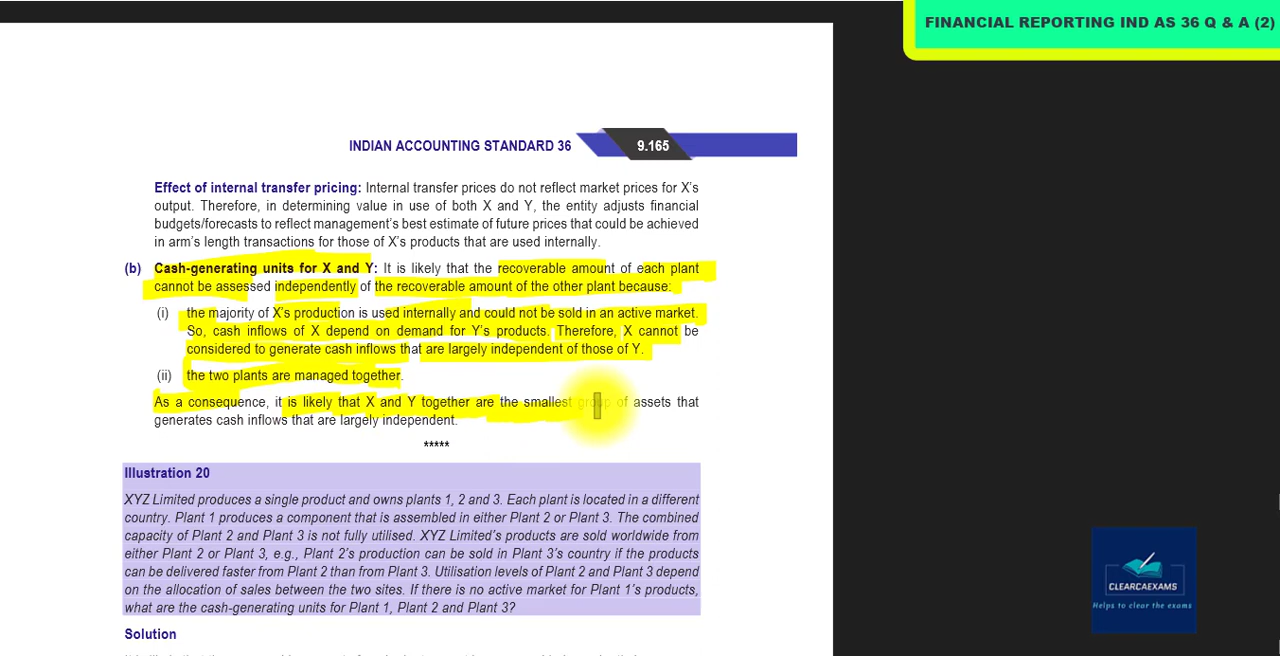 FINANCIAL REPORTING IND AS 36 Q & A (2)
INDIAN ACCOUNTING STANDARD 36 9.165
Effect of internal transfer pricing: Internal transfer prices do not reflect market prices for X's
output. Therefore, in determining value in use of both X and Y, the entity adjusts financial
budgets/forecasts to reflect management's best estimate of future prices that could be achieved
in arm's length transactions for those of X's products that are used internally.
(b) Cash-generating units for X and Y: It is likely that the recoverable amount of each plant
cannot be assessed independently of the recoverable amount of the other plant because:
(i) the majority of X's production is used internally and could not be sold in an active market.
So, cash inflows of X depend on demand for Y's products. Therefore, X cannot be
considered to generate cash inflows that are largely independent of those of Y.
(ii) the two plants are managed together.
As a consequence, it is likely that X and Y together are the smallest group of assets that
generates cash inflows that are largely independent.
*****
Illustration 20
XYZ Limited produces a single product and owns plants 1, 2 and 3. Each plant is located in a different
country. Plant 1 produces a component that is assembled in either Plant 2 or Plant 3. The combined
capacity of Plant 2 and Plant 3 is not fully utilised. XYZ Limited's products are sold worldwide from
either Plant 2 or Plant 3, e.g., Plant 2's production can be sold in Plant 3's country if the products
can be delivered faster from Plant 2 than from Plant 3. Utilisation levels of Plant 2 and Plant 3 depend
on the allocation of sales between the two sites. If there is no active market for Plant 1's products,
what are the cash-generating units for Plant 1, Plant 2 and Plant 3?
Solution
CLEARCAEXAMS
Helps to clear the exams